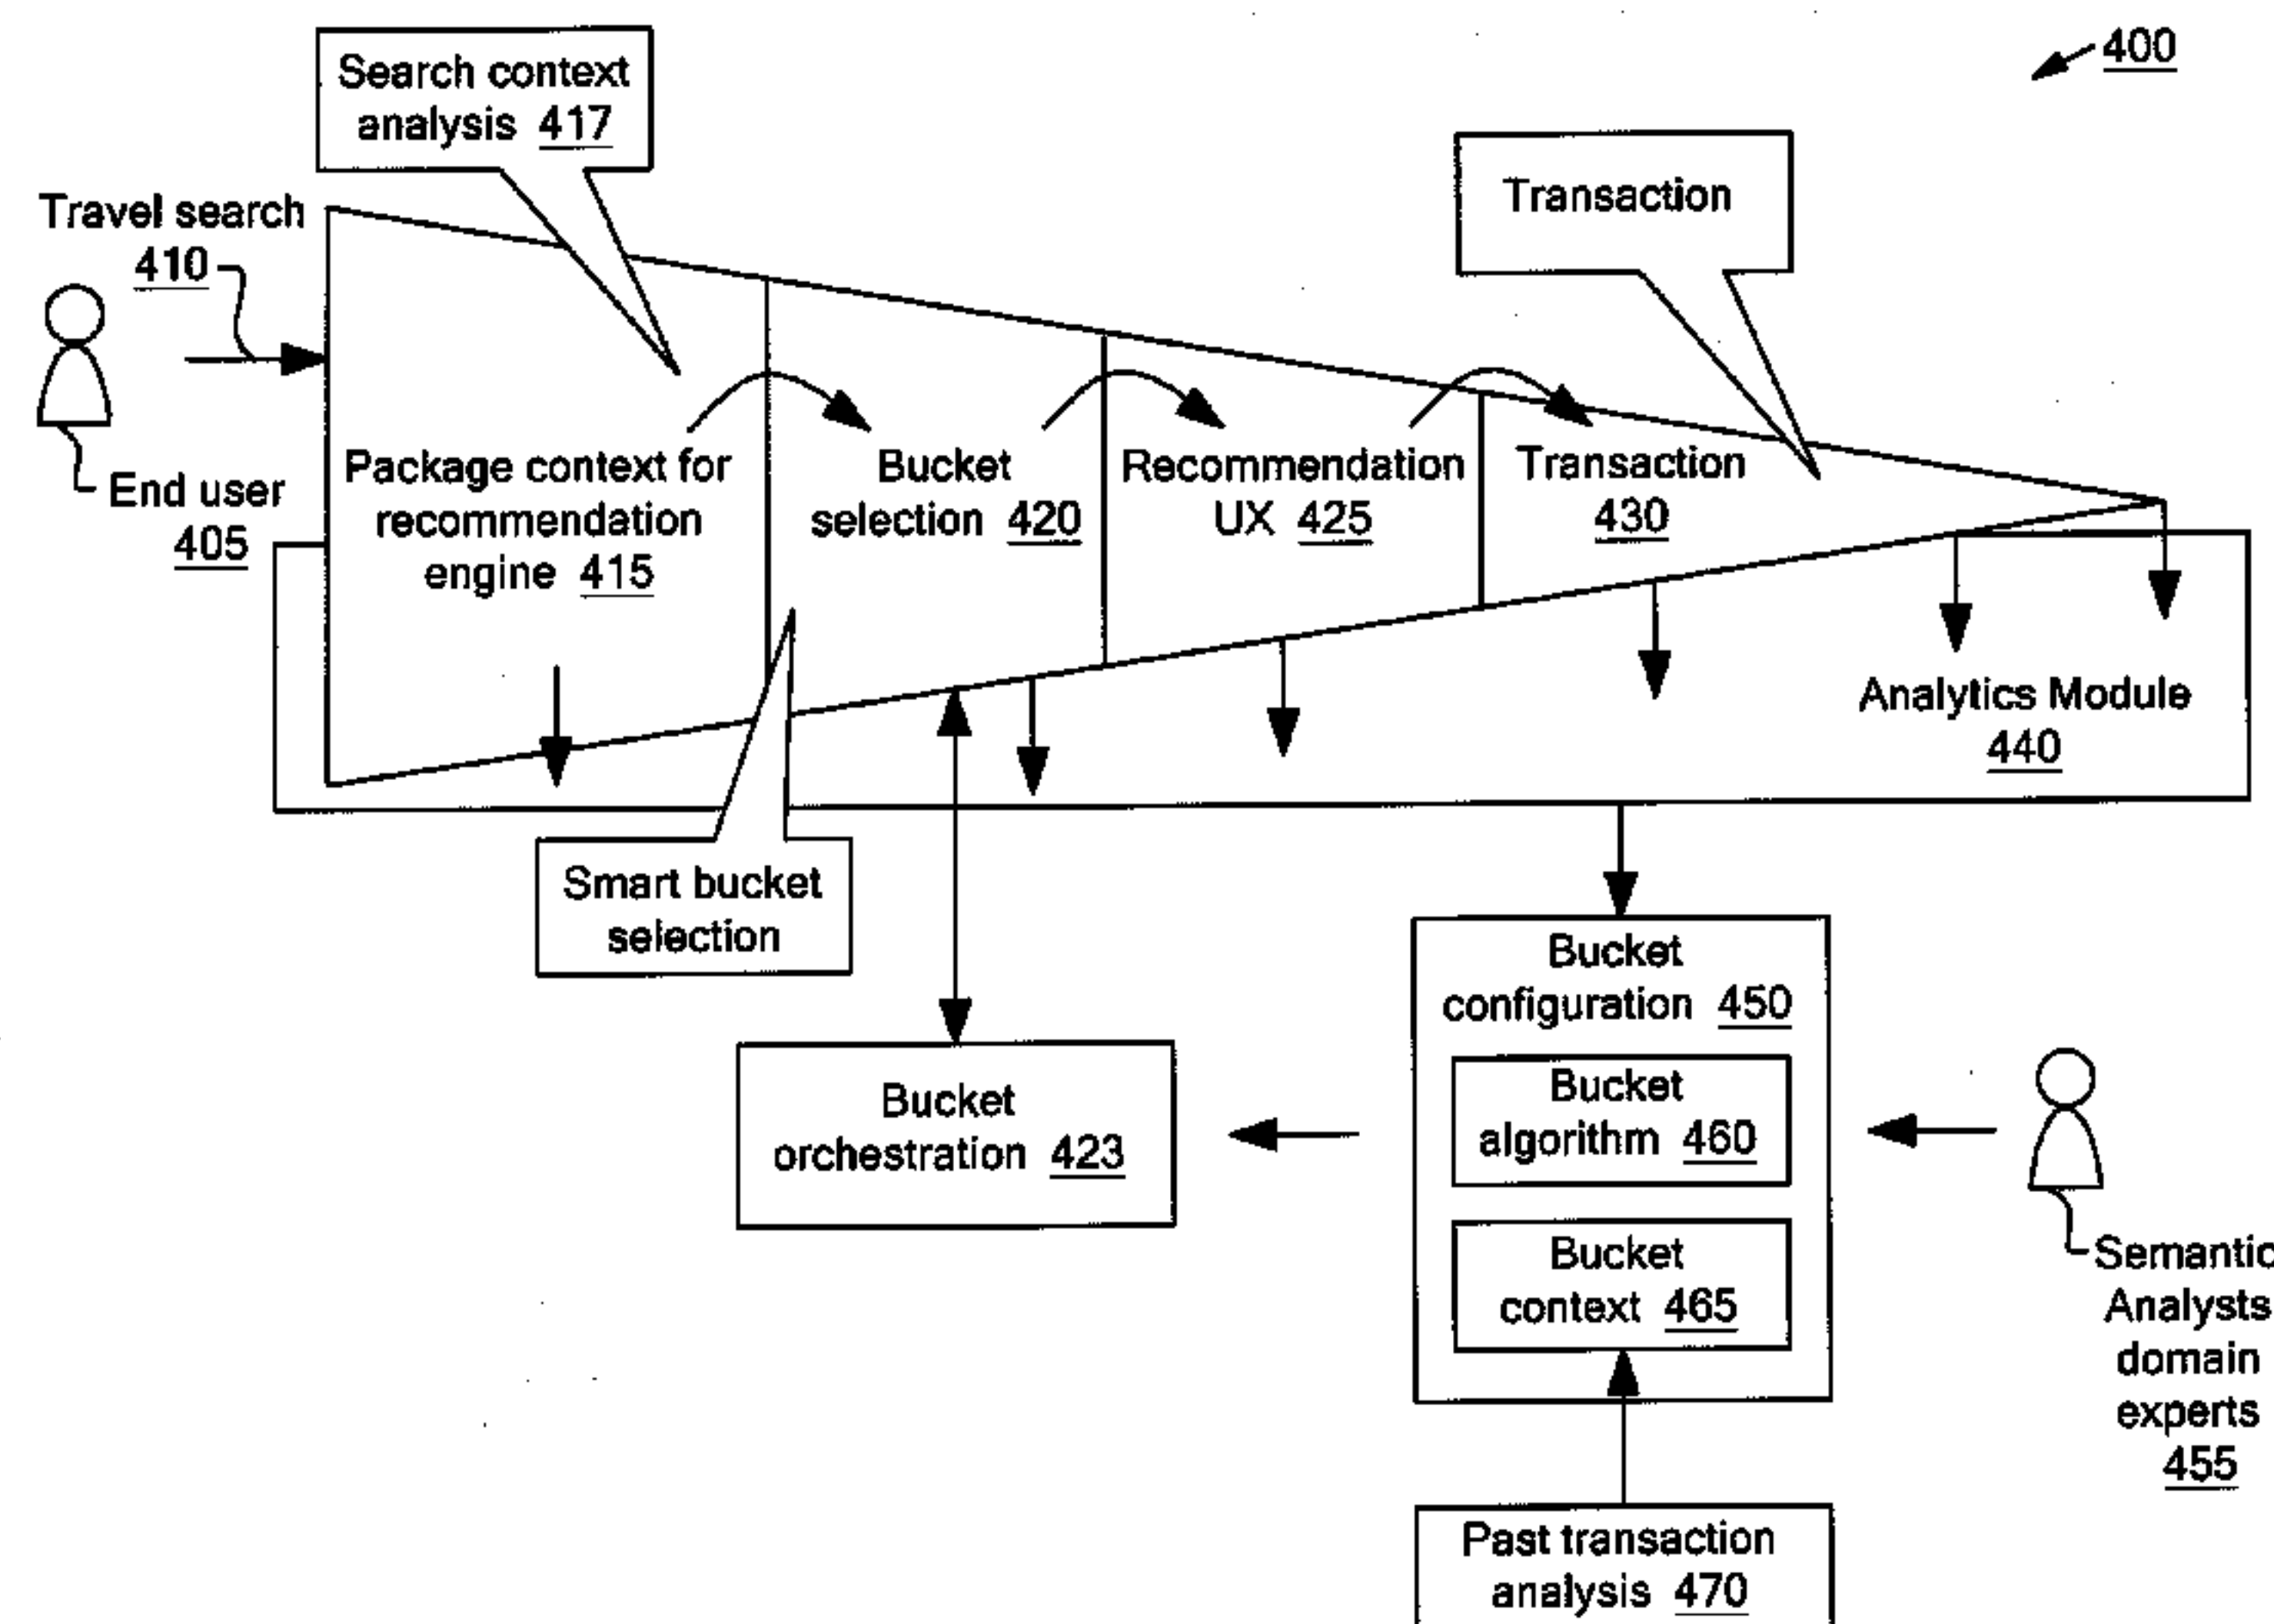 400
Search context
analysis 417
Transaction
Travel search
410
End user
405
Package context for
recommendation
engine 415
Bucket
selection 420
Recommendation
UX 425
Transaction
430
Analytics Module
440
Smart bucket
selection
Bucket
orchestration 423
Bucket
configuration 450
Bucket
algorithm 460
Bucket
context 465
Semantic
Analysts
domain
experts
455
Past transaction
analysis 470